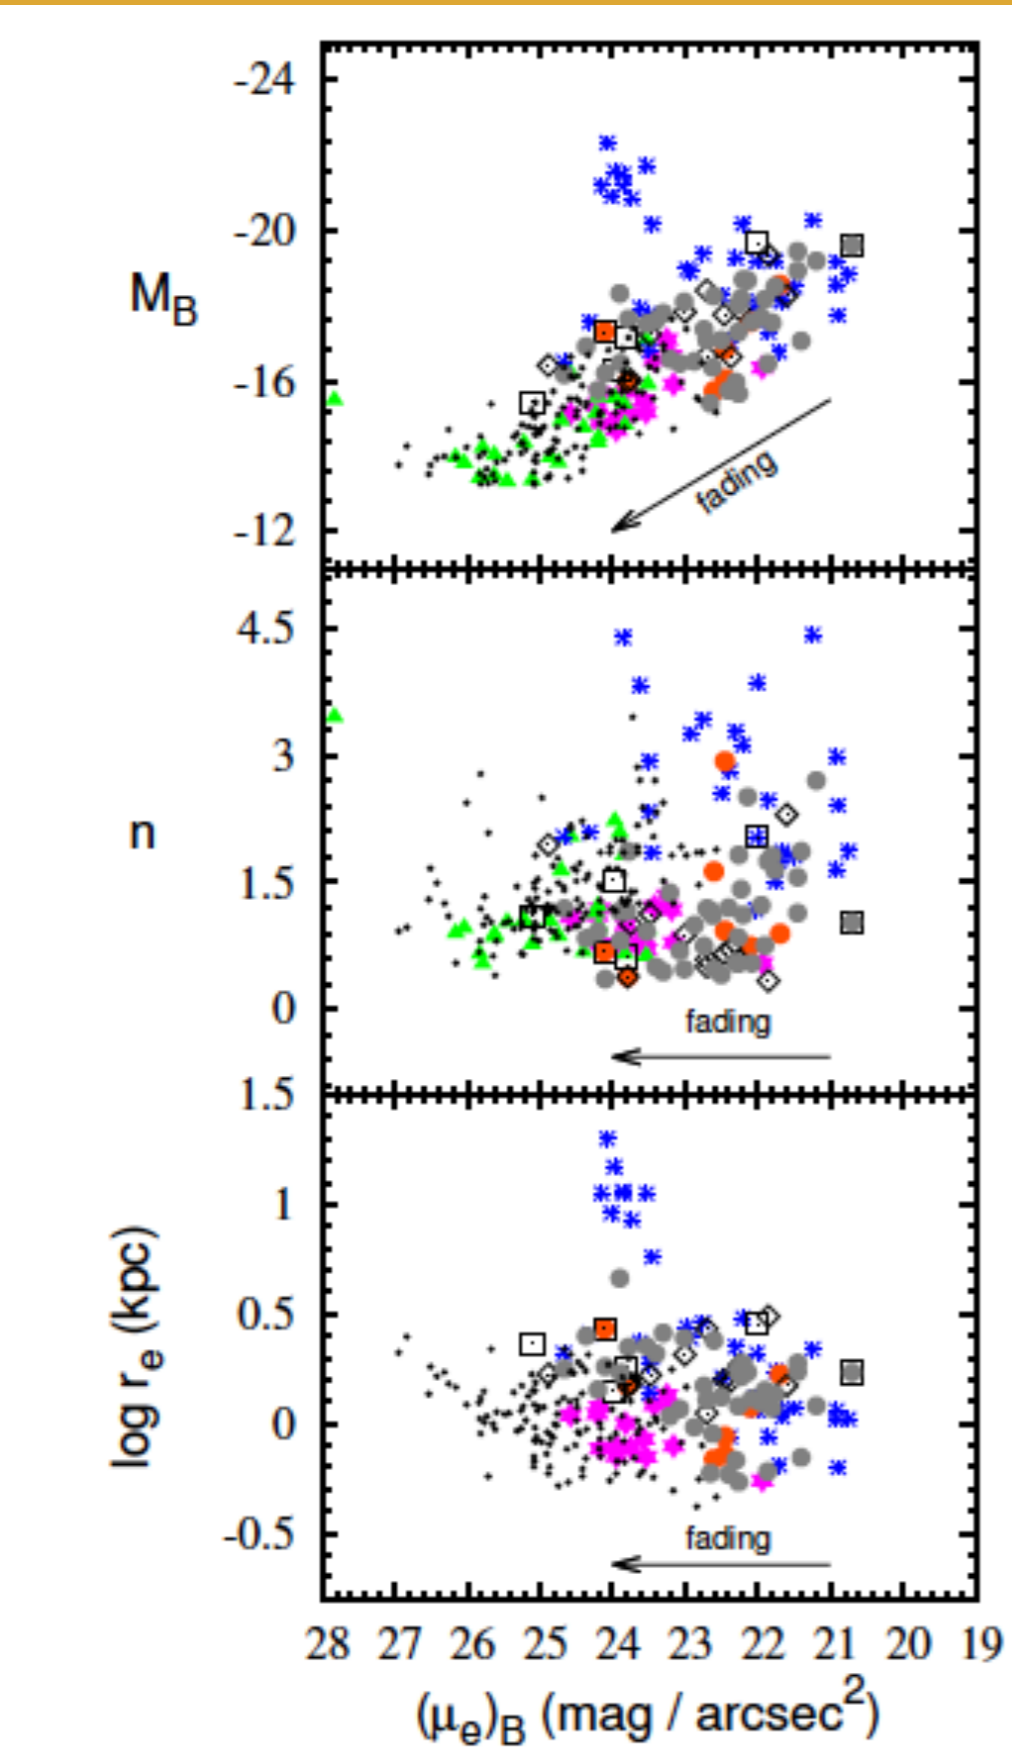 -24
-20
M_B
-16
fading
-12
4.5
3
n
1.5
0
fading
1.5
1
0.5
log r_e (kpc)
0
-0.5
fading
28 27 26 25 24 23 22 21 20 19
(μ_e)_B (mag / arcsec^2)